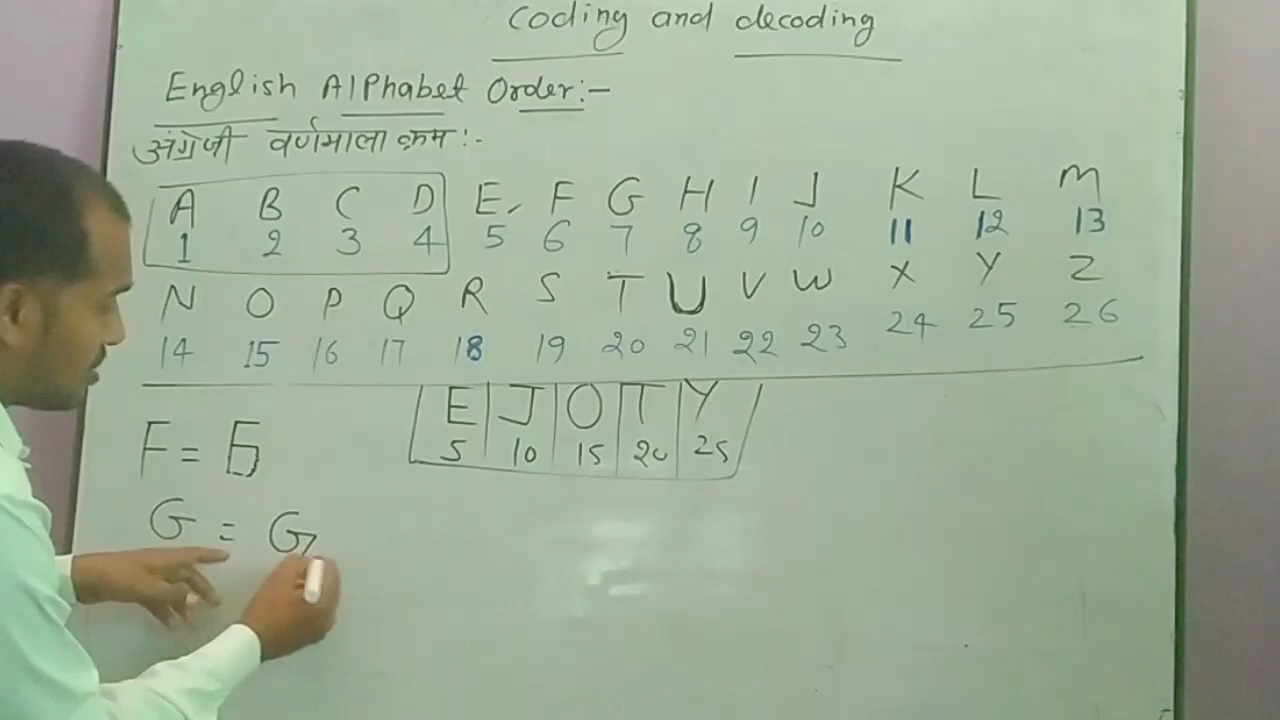 Coding and decoding
English Alphabet Order:-
अंग्रेजी वर्णमाला क्रम:-
A B C D E, F G H I J K L M
1 2 3 4 5 6 7 8 9 10 11 12 13
N O P Q R S T U V W X Y Z
14 15 16 17 18 19 20 21 22 23 24 25 26
E J O T Y
5 10 15 20 25
F =
G = G